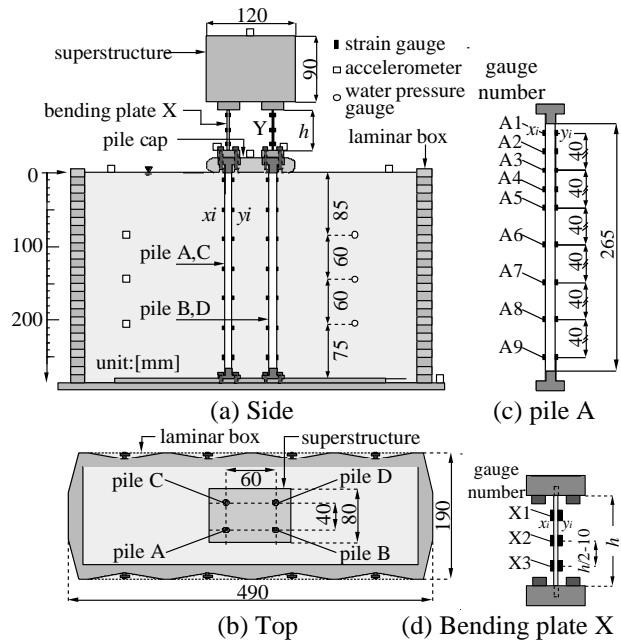 120
superstructure
90
strain gauge
accelerometer
water pressure
gauge
bending plate X
Y
h
pile cap
laminar box
0
100
200
xi
yi
85
60
60
75
pile A,C
pile B,D
unit:[mm]
(a) Side
gauge
number
xi
yi
A1
A2
A3
A4
A5
A6
A7
A8
A9
40
40
40
40
40
40
265
(c) pile A
laminar box
superstructure
pile C
60
pile D
40
80
190
pile A
pile B
490
(b) Top
gauge
number
X1
xi
yi
X2
X3
h/2-10
h
(d) Bending plate X